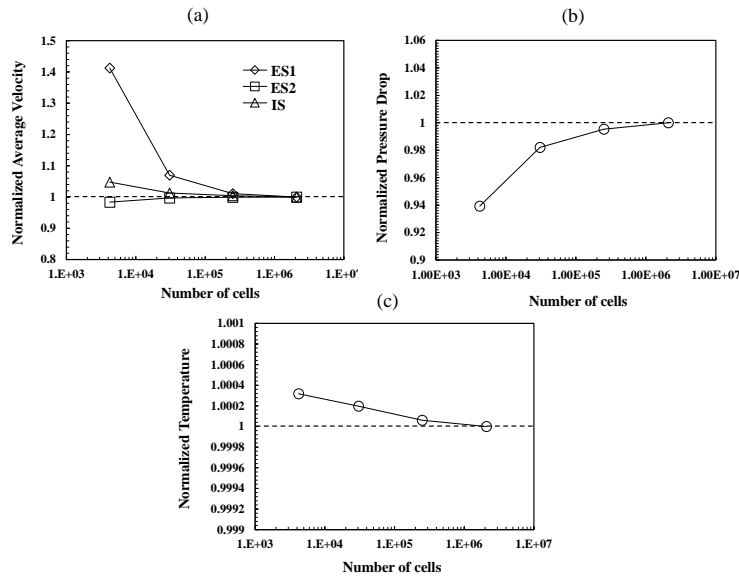 (a)
1.5
1.4
1.3
1.2
1.1
1
0.9
0.8
Normalized Average Velocity
ES1
ES2
IS
1.E+03 1.E+04 1.E+05 1.E+06 1.E+07
Number of cells
(b)
1.06
1.04
1.02
1
0.98
0.96
0.94
0.92
0.9
Normalized Pressure Drop
1.00E+03 1.00E+04 1.00E+05 1.00E+06 1.00E+07
Number of cells
(c)
1.001
1.0008
1.0006
1.0004
1.0002
1
0.9998
0.9996
0.9994
0.9992
0.999
Normalized Temperature
1.E+03 1.E+04 1.E+05 1.E+06 1.E+07
Number of cells